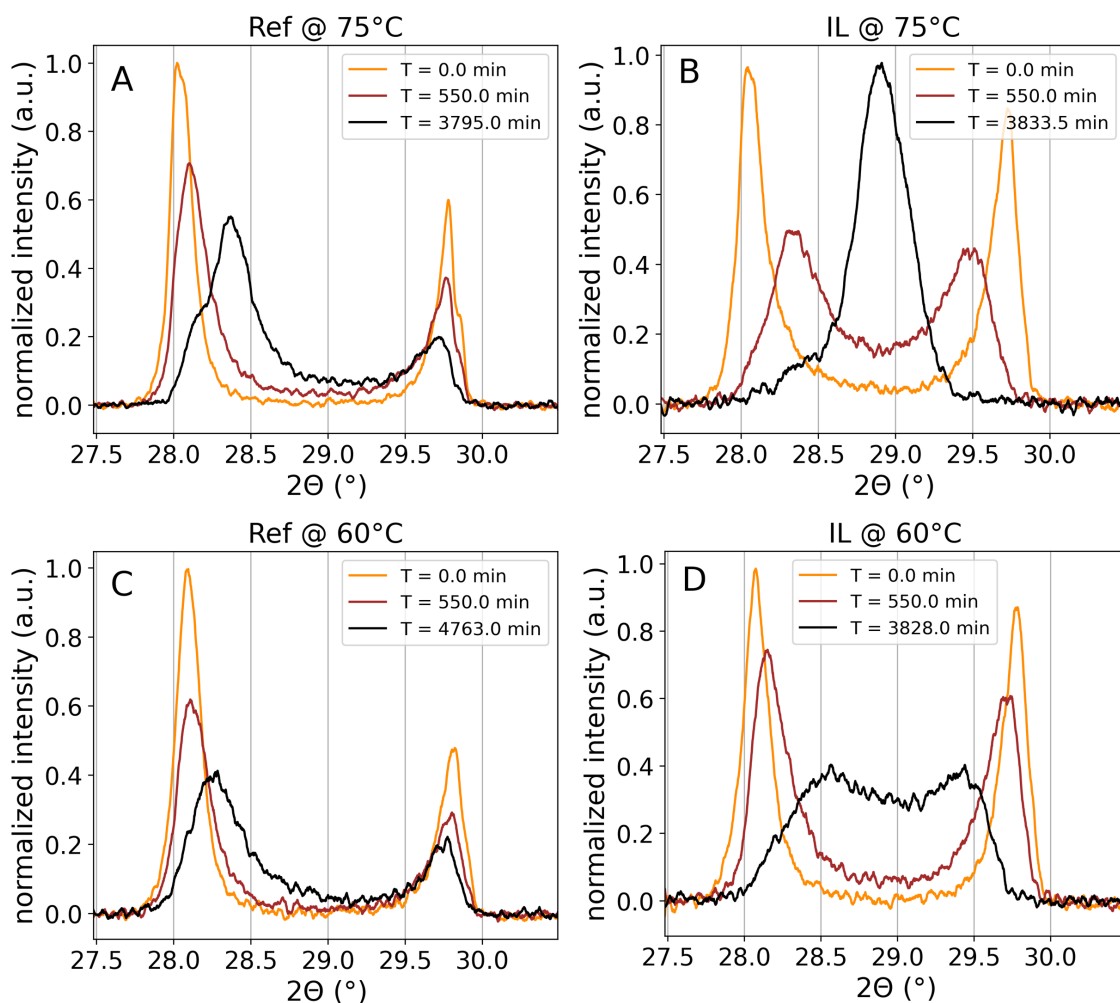 Ref @ 75°C
A
T = 0.0 min
T = 550.0 min
T = 3795.0 min
normalized intensity (a.u.)
1.0
0.8
0.6
0.4
0.2
0.0
27.5 28.0 28.5 29.0 29.5 30.0
2Θ (°)
IL @ 75°C
B
T = 0.0 min
T = 550.0 min
T = 3833.5 min
normalized intensity (a.u.)
1.0
0.8
0.6
0.4
0.2
0.0
27.5 28.0 28.5 29.0 29.5 30.0
2Θ (°)
Ref @ 60°C
C
T = 0.0 min
T = 550.0 min
T = 4763.0 min
normalized intensity (a.u.)
1.0
0.8
0.6
0.4
0.2
0.0
27.5 28.0 28.5 29.0 29.5 30.0
2Θ (°)
IL @ 60°C
D
T = 0.0 min
T = 550.0 min
T = 3828.0 min
normalized intensity (a.u.)
1.0
0.8
0.6
0.4
0.2
0.0
27.5 28.0 28.5 29.0 29.5 30.0
2Θ (°)